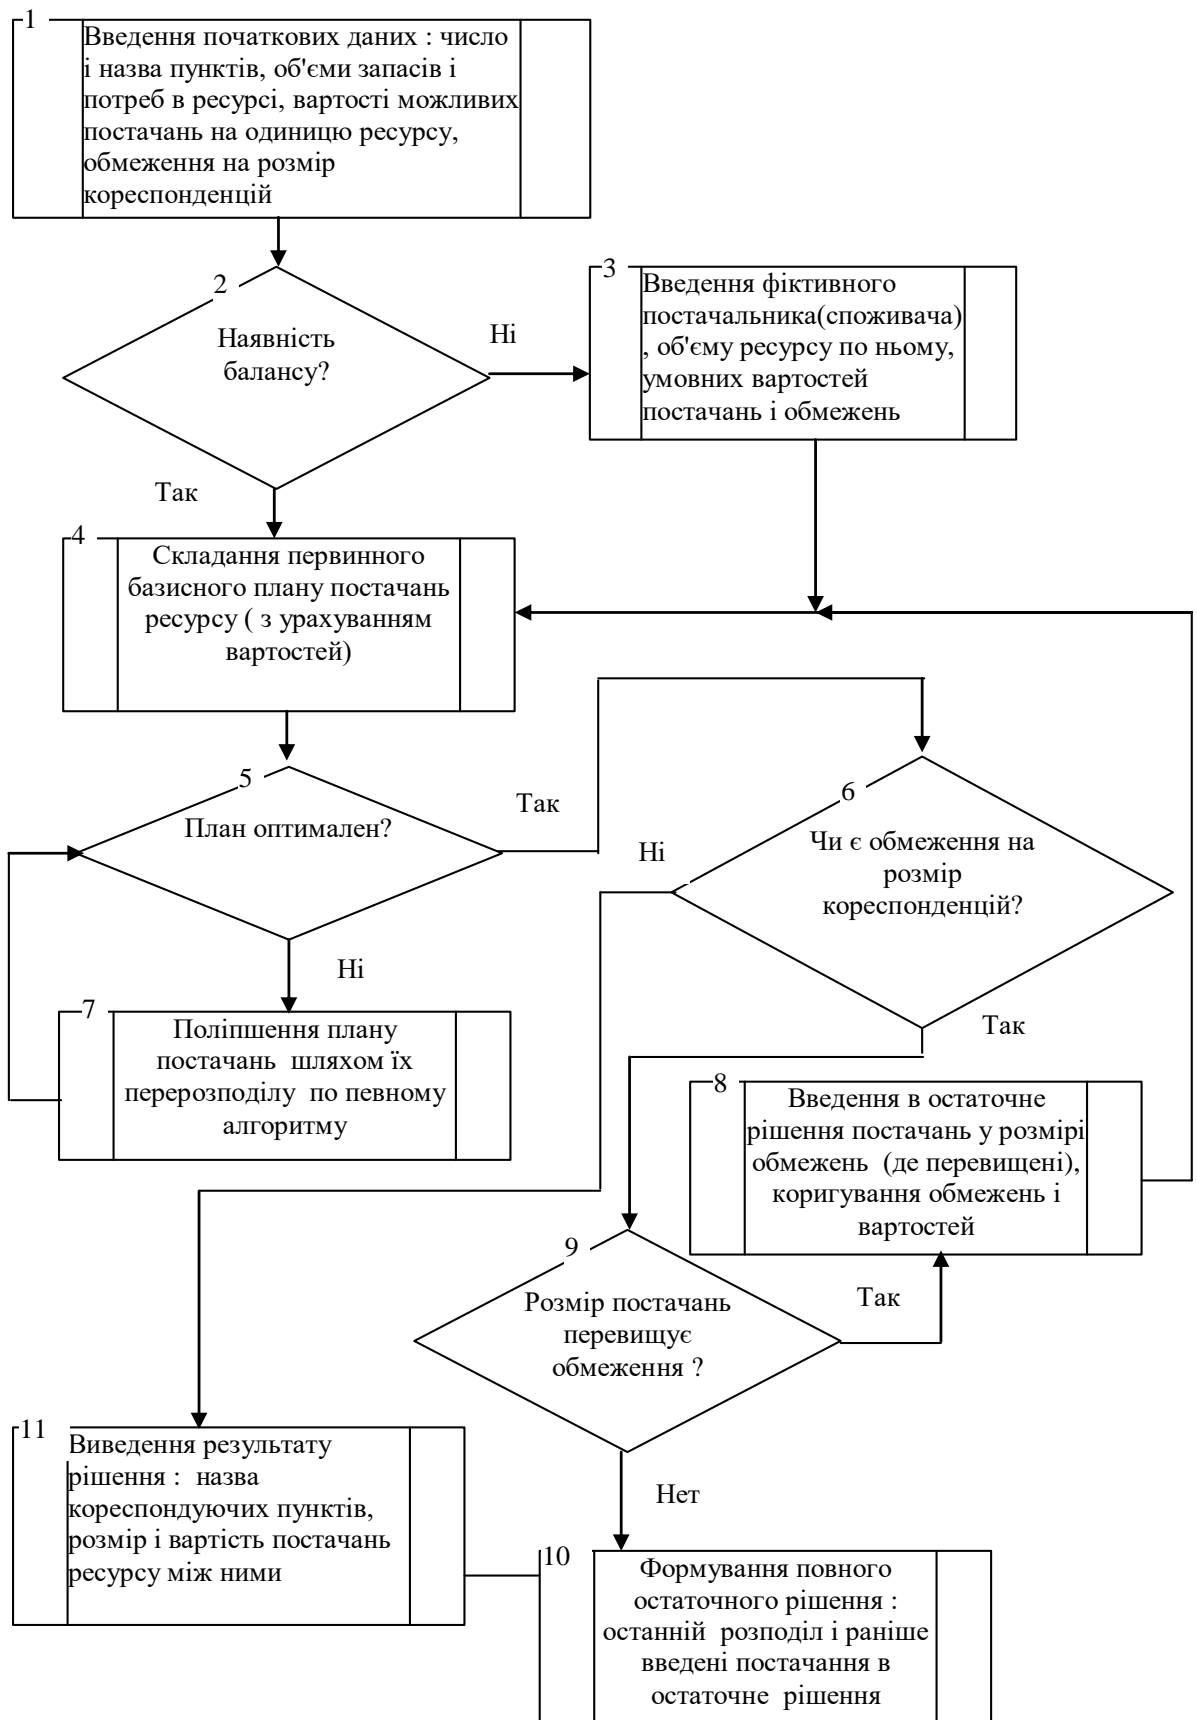 1
Введення початкових даних : число
і назва пунктів, об'єми запасів і
потреб в ресурсі, вартості можливих
постачань на одиницю ресурсу,
обмеження на розмір
кореспонденцій
2
Наявність
балансу?
Ні
3
Введення фіктивного
постачальника(споживача)
, об'єму ресурсу по ньому,
умовних вартостей
постачань і обмежень
Так
4
Складання первинного
базисного плану постачань
ресурсу ( з урахуванням
вартостей)
5
План оптимален?
Так
6
Чи є обмеження на
розмір
кореспонденцій?
Ні
Ні
Так
7
Поліпшення плану
постачань шляхом їх
перерозподілу по певному
алгоритму
8
Введення в остаточне
рішення постачань у розмірі
обмежень (де перевищені),
коригування обмежень і
вартостей
9
Розмір постачань
перевищує
обмеження ?
Так
Нет
11
Виведення результату
рішення : назва
кореспондуючих пунктів,
розмір і вартість постачань
ресурсу між ними
10
Формування повного
остаточного рішення :
останній розподіл і раніше
введені постачання в
остаточне рішення